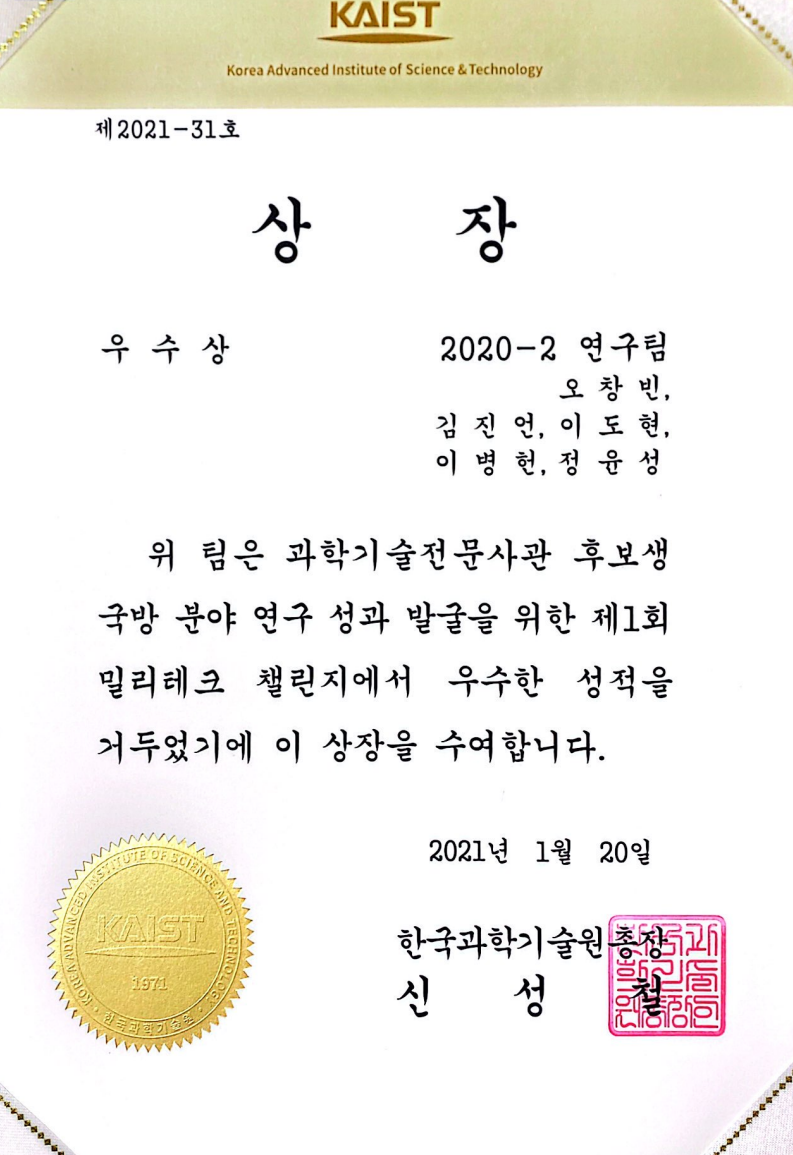 KAIST
Korea Advanced Institute of Science & Technology
제2021-31호
상 장
우 수 상
2020-2 연구팀
오 창 빈,
김 진 언, 이 도 현,
이 병 헌, 정 윤 성
위 팀은 과학기술전문사관 후보생
국방 분야 연구 성과 발굴을 위한 제1회
밀리테크 챌린지에서 우수한 성적을
거두었기에 이 상장을 수여합니다.
2021년 1월 20일
한국과학기술원총장
신 성 철
KOREA ADVANCED INSTITUTE OF SCIENCE AND TECHNOLOGY
KAIST
1971
한국과학기술원